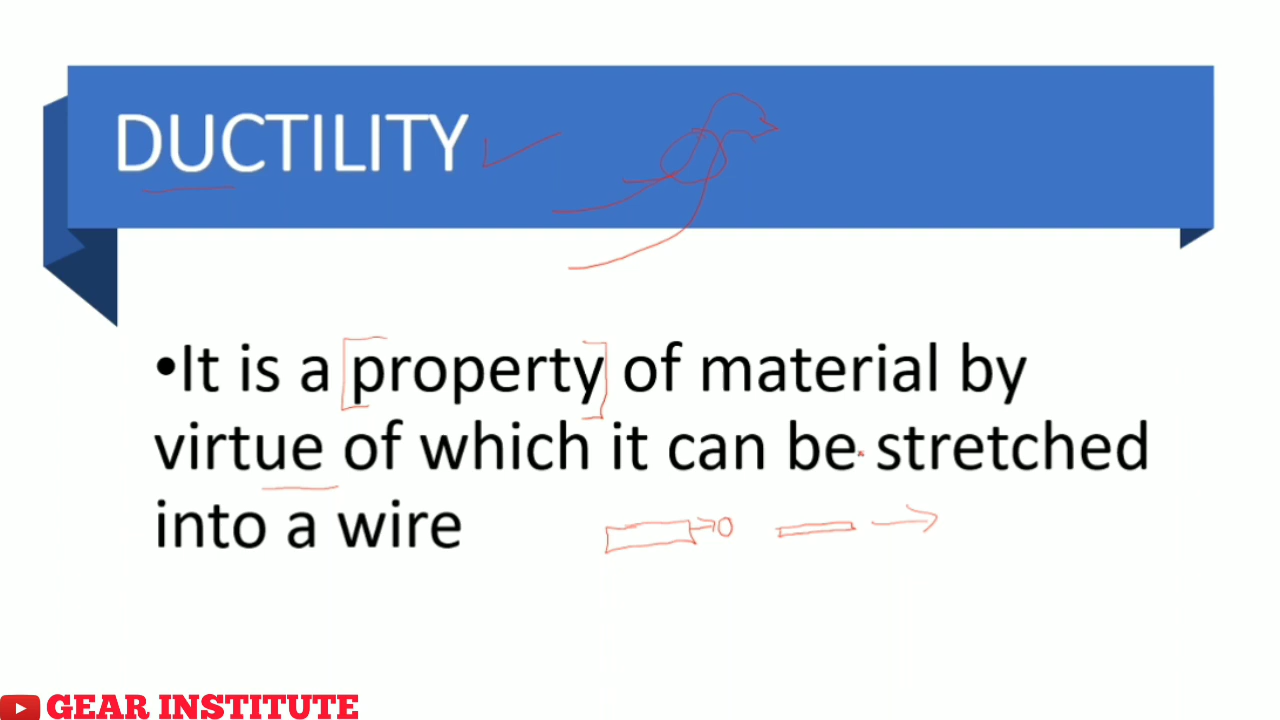 DUCTILITY
•It is a property of material by
virtue of which it can be stretched
into a wire
GEAR INSTITUTE